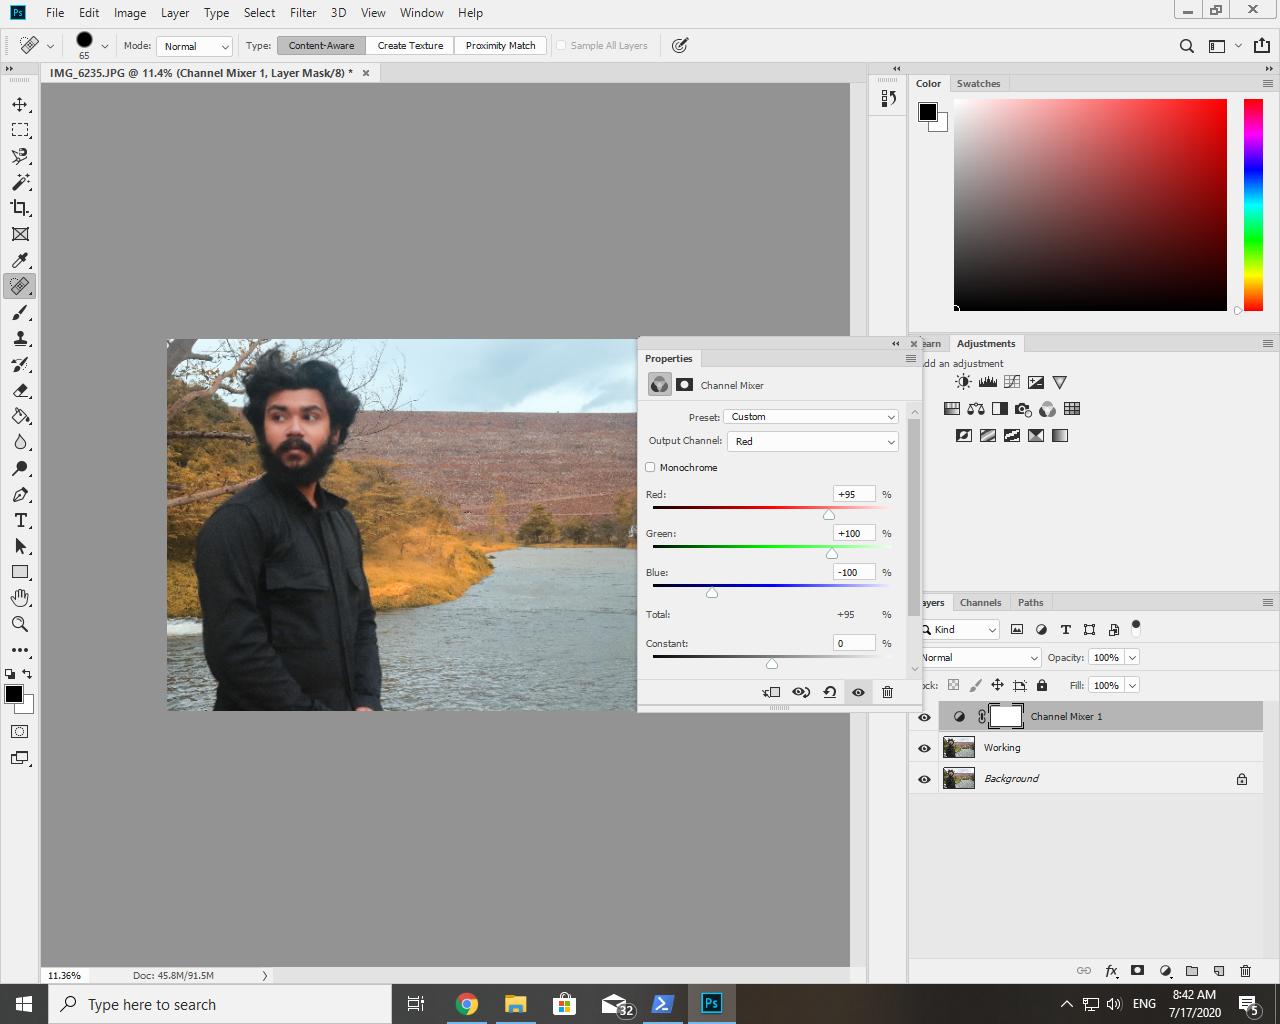 Ps File Edit Image Layer Type Select Filter 3D View Window Help
65 Mode: Normal Type: Content-Aware Create Texture Proximity Match Sample All Layers
IMG_6235.JPG @ 11.4% (Channel Mixer 1, Layer Mask/8) *
Color Swatches
earn Adjustments
dd an adjustment
Properties
Channel Mixer
Preset: Custom
Output Channel: Red
Monochrome
Red: +95 %
Green: +100 %
Blue: -100 %
Total: +95 %
Constant: 0 %
ayers Channels Paths
Kind
Normal Opacity: 100%
ock: Fill: 100%
Channel Mixer 1
Working
Background
fx
11.36% Doc: 45.8M/91.5M
Type here to search
32
Ps
ENG
8:42 AM
7/17/2020
5